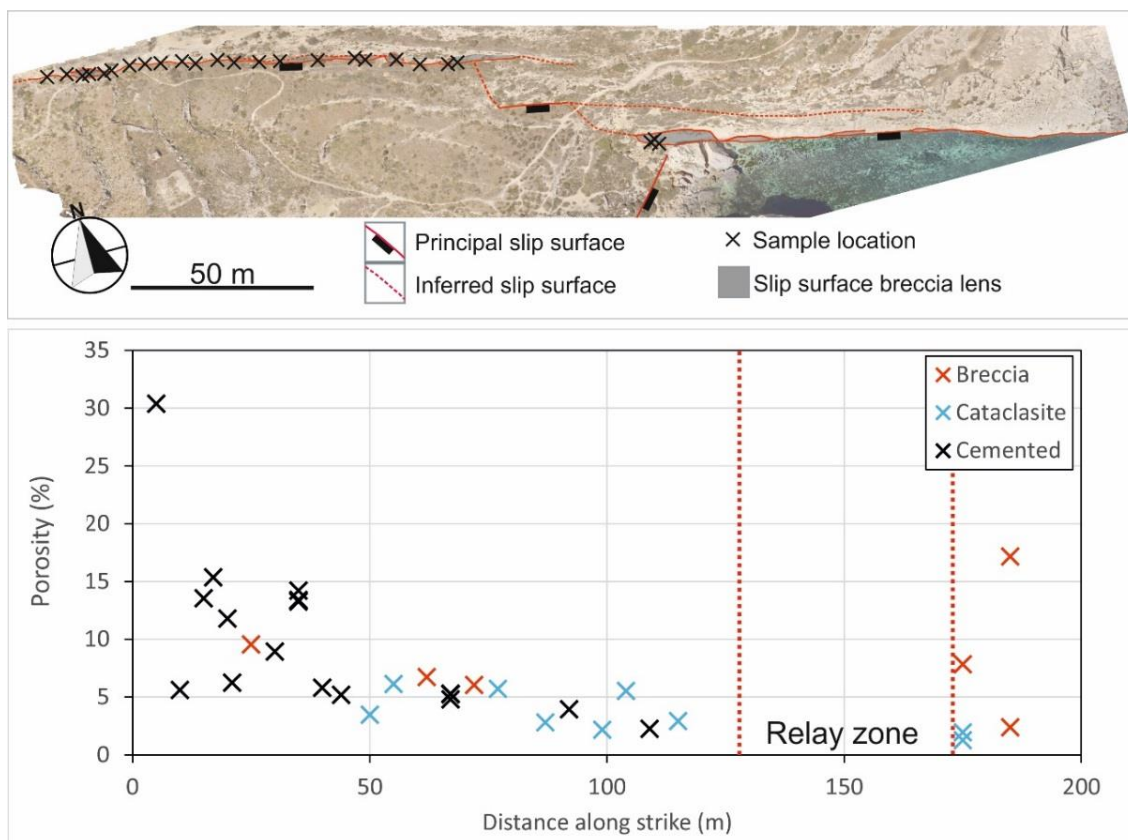 N
50 m
Principal slip surface
Inferred slip surface
Sample location
Slip surface breccia lens
35
30
25
20
15
10
5
0
Porosity (%)
Breccia
Cataclasite
Cemented
Relay zone
0 50 100 150 200
Distance along strike (m)